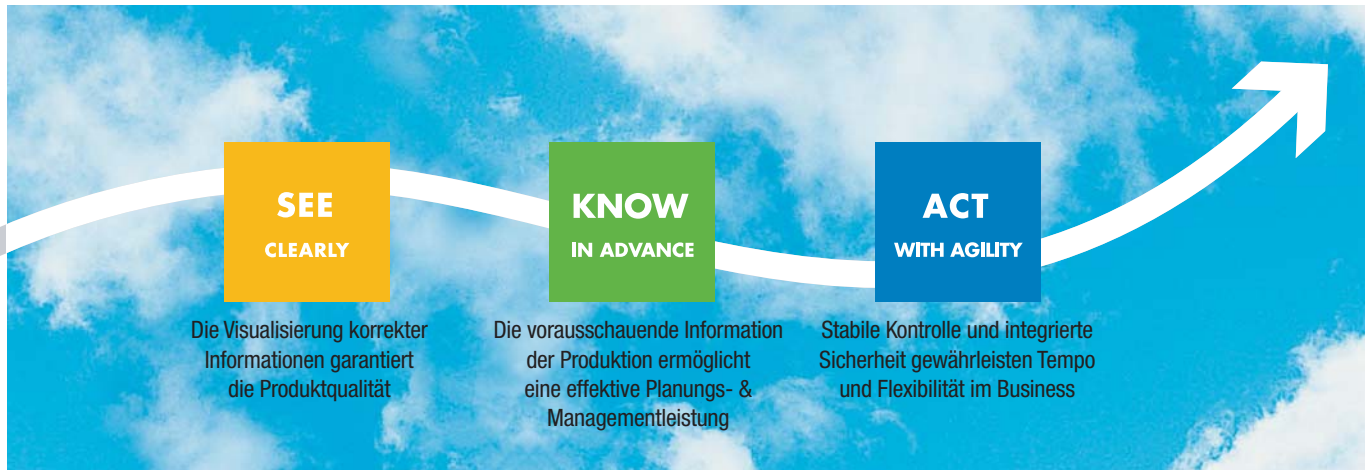 SEE
CLEARLY
Die Visualisierung korrekter
Informationen garantiert
die Produktqualität
KNOW
IN ADVANCE
Die vorausschauende Information
der Produktion ermöglicht
eine effektive Planungs- &
Managementleistung
ACT
WITH AGILITY
Stabile Kontrolle und integrierte
Sicherheit gewährleisten Tempo
und Flexibilität im Business